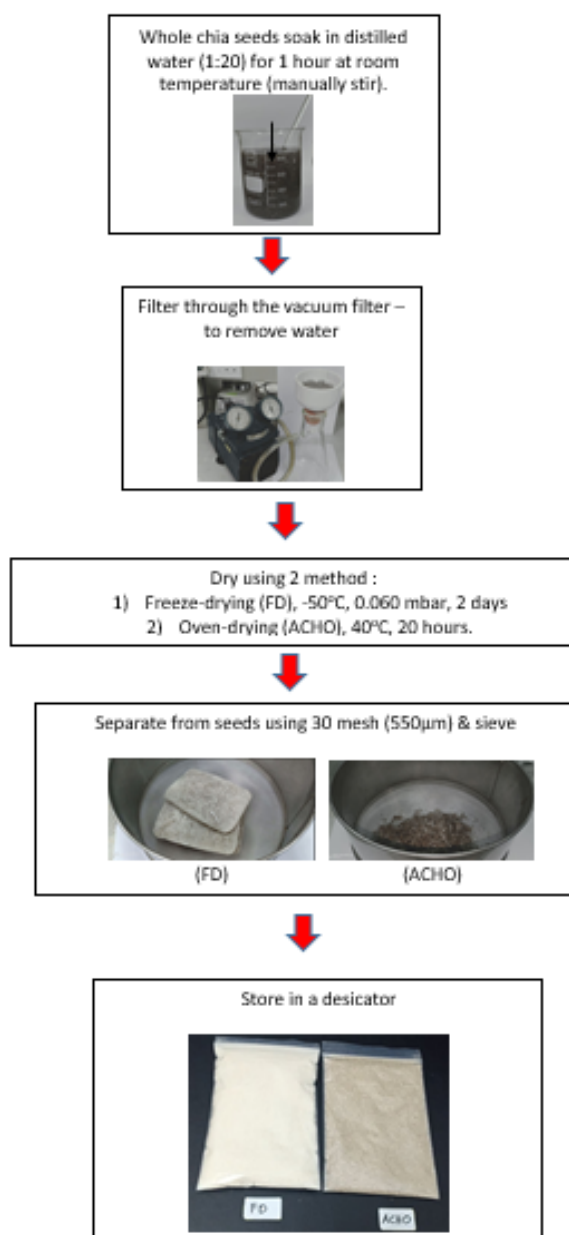 Whole chia seeds soak in distilled
water (1:20) for 1 hour at room
temperature (manually stir).
Filter through the vacuum filter –
to remove water
Dry using 2 method :
1) Freeze-drying (FD), -50°C, 0.060 mbar, 2 days
2) Oven-drying (ACHO), 40°C, 20 hours.
Separate from seeds using 30 mesh (550µm) & sieve
(FD)
(ACHO)
Store in a desicator
FD
ACHO